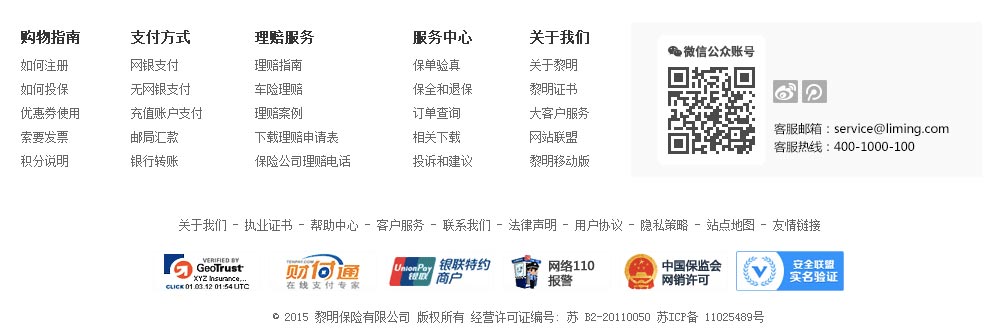 购物指南
如何注册
如何投保
优惠券使用
索要发票
积分说明
支付方式
网银支付
无网银支付
充值账户支付
邮局汇款
银行转账
理赔服务
理赔指南
车险理赔
理赔案例
下载理赔申请表
保险公司理赔电话
服务中心
保单验真
保全和退保
订单查询
相关下载
投诉和建议
关于我们
关于黎明
黎明证书
大客户服务
网站联盟
黎明移动版
微信公众账号
客服邮箱：service@liming.com
客服热线：400-1000-100
关于我们 - 执业证书 - 帮助中心 - 客户服务 - 联系我们 - 法律声明 - 用户协议 - 隐私策略 - 站点地图 - 友情链接
VERIFIED BY
GeoTrust
XYZ Insurance,...
CLICK 01.03.12 01:54 UTC
TENPAY.COM
财付通
在线支付专家
UnionPay
银联
银联特约
商户
网络110
报警
中国保监会
网销许可
安全联盟
实名验证
© 2015 黎明保险有限公司 版权所有 经营许可证编号: 苏 B2-20110050 苏ICP备 11025489号